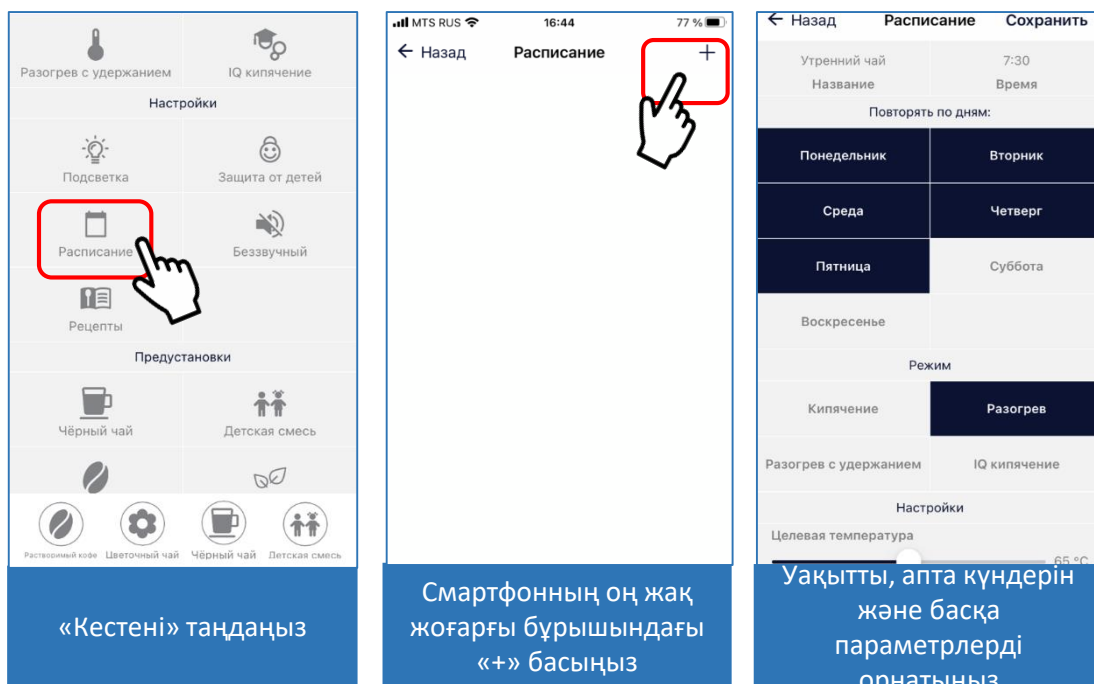 Разогрев с удержанием
IQ кипячение
Настройки
Подсветка
Защита от детей
Расписание
Беззвучный
Рецепты
Предустановки
Чёрный чай
Детская смесь
Растворимый кофе
Цветочный чай
Чёрный чай
Детская смесь
«Кестені» таңдаңыз
MTS RUS 16:44 77 %
← Назад Расписание +
Смартфонның оң жақ
жоғарғы бұрышындағы
«+» басыңыз
← Назад Расписание Сохранить
Утренний чай 7:30
Название Время
Повторять по дням:
Понедельник Вторник
Среда Четверг
Пятница Суббота
Воскресенье
Режим
Кипячение Разогрев
Разогрев с удержанием IQ кипячение
Настройки
Целевая температура
65 °C
Уақытты, апта күндерін
және басқа
параметрлерді
орнатыңыз